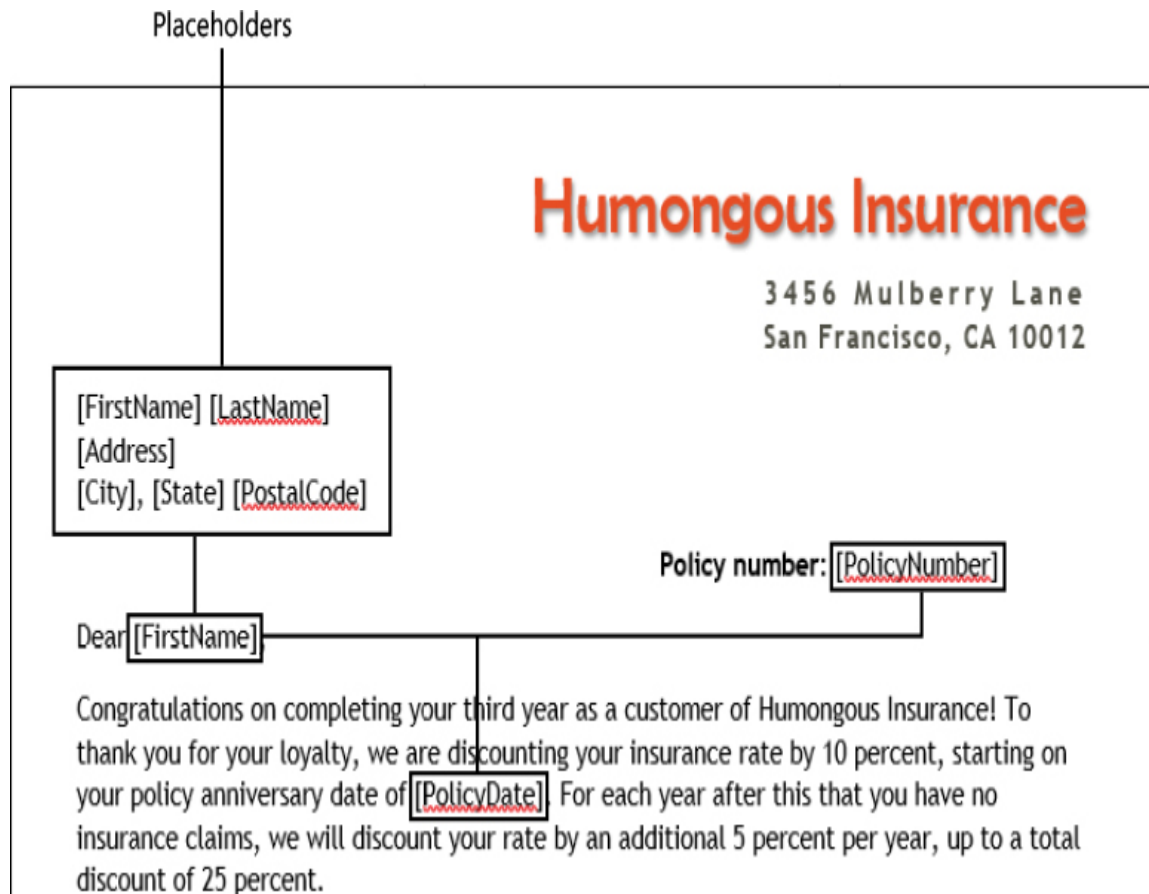 Placeholders
Humongous Insurance
3456 Mulberry Lane
San Francisco, CA 10012
[FirstName] [LastName]
[Address]
[City], [State] [PostalCode]
Policy number: [PolicyNumber]
Dear [FirstName],
Congratulations on completing your third year as a customer of Humongous Insurance! To
thank you for your loyalty, we are discounting your insurance rate by 10 percent, starting on
your policy anniversary date of [PolicyDate]. For each year after this that you have no
insurance claims, we will discount your rate by an additional 5 percent per year, up to a total
discount of 25 percent.